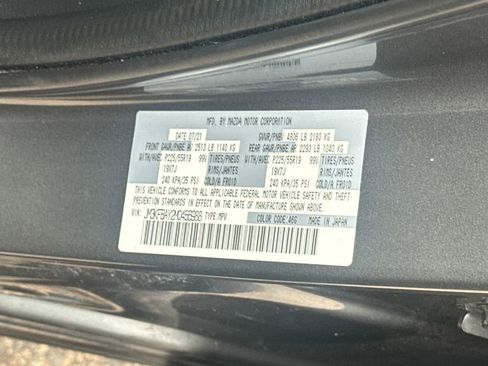 MFD. BY MAZDA MOTOR CORPORATION
DATE 07/21 GVWR/PNBV 4806 LB 2180 KG
FRONT GAWR/PNBE AV 2513 LB 1140 KG REAR GAWR/PNBE AR 2293 LB 1040 KG
WITH/AVEC P225/55R19 99V TIRES/PNEUS WITH/AVEC P225/55R19 99V TIRES/PNEUS
19X7J RIMS/JANTES 19X7J RIMS/JANTES
240 KPA/35 PSI COLD/A FROID 240 KPA/35 PSI COLD/A FROID
THIS VEHICLE CONFORMS TO ALL APPLICABLE FEDERAL MOTOR VEHICLE SAFETY AND THEFT
PREVENTION STANDARDS IN EFFECT ON THE DATE OF MANUFACTURE SHOWN ABOVE.
VIN: TYPE: MPV COLOR CODE: 46G MADE IN JAPAN